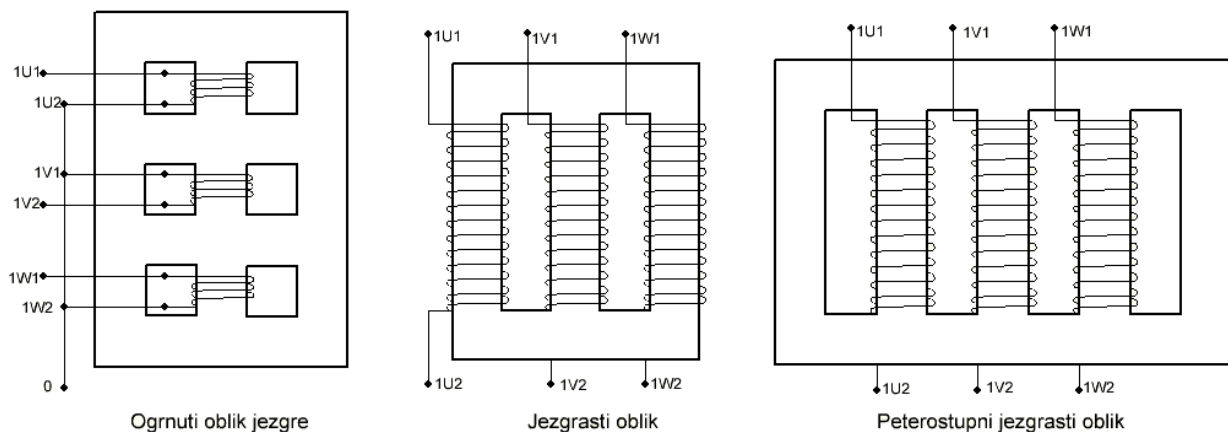 1U1
1U2
1V1
1V2
1W1
1W2
0
Ogrnuti oblik jezgre
1U1
1V1
1W1
1U2
1V2
1W2
Jezgrasti oblik
1U1
1V1
1W1
1U2
1V2
1W2
Peterostupni jezgrasti oblik